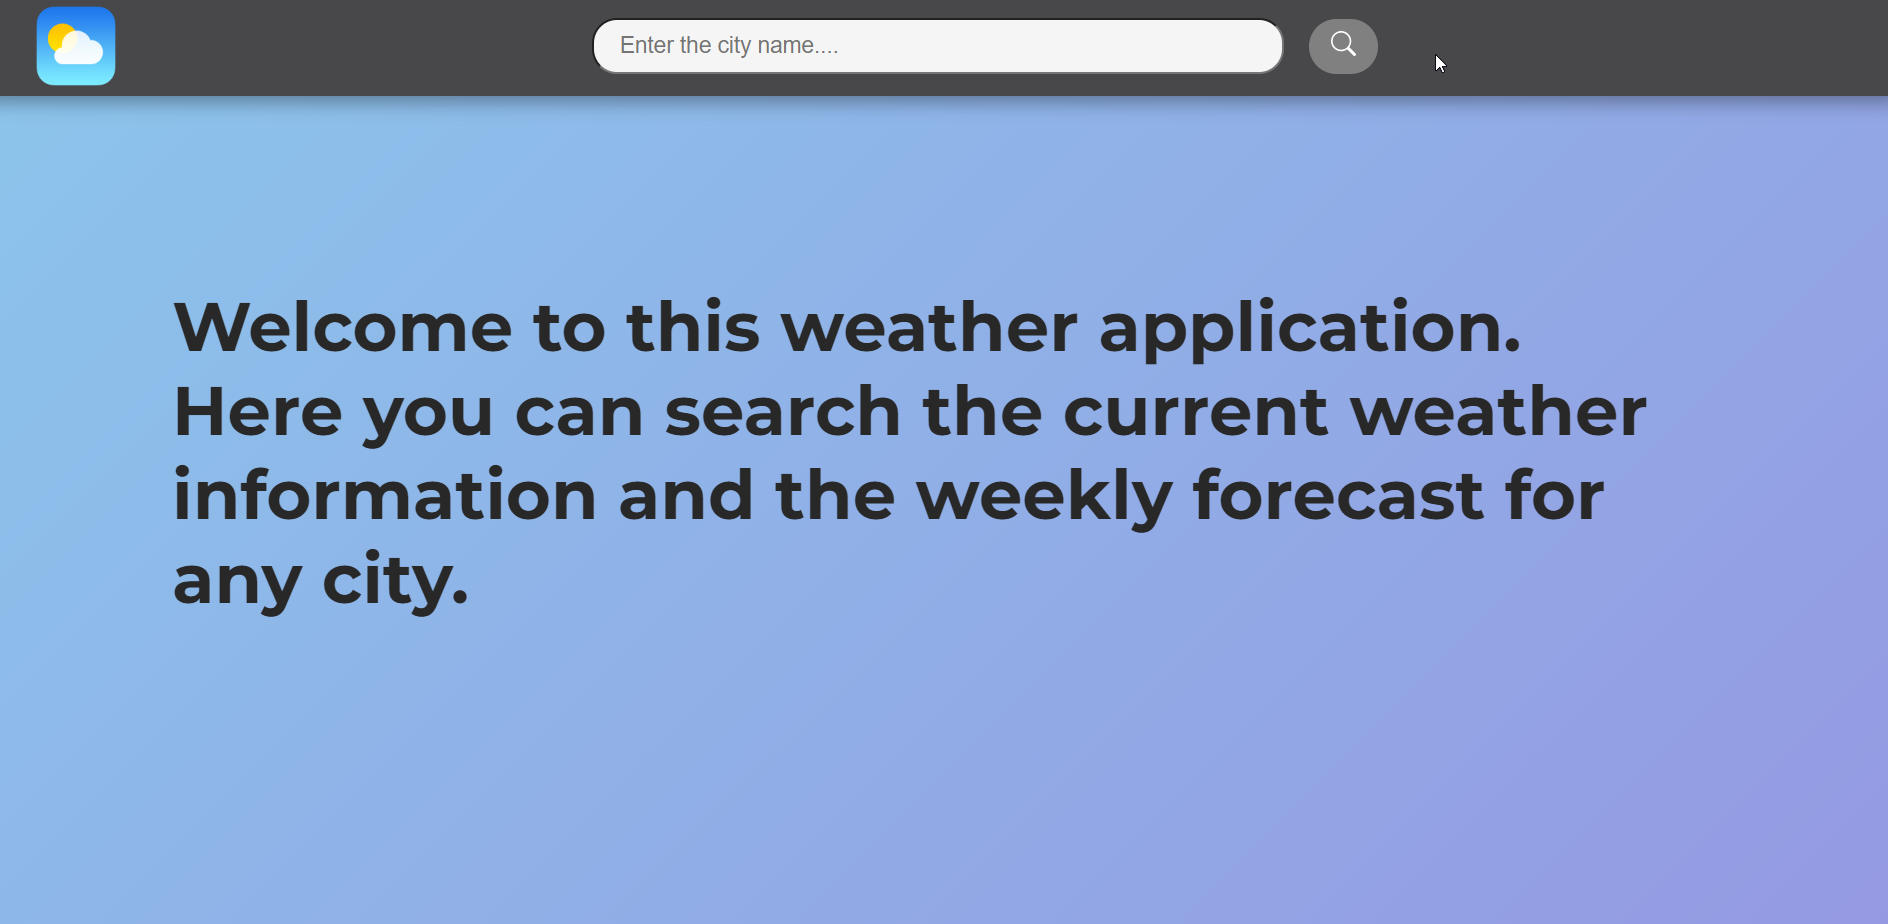 Enter the city name....
Welcome to this weather application.
Here you can search the current weather
information and the weekly forecast for
any city.